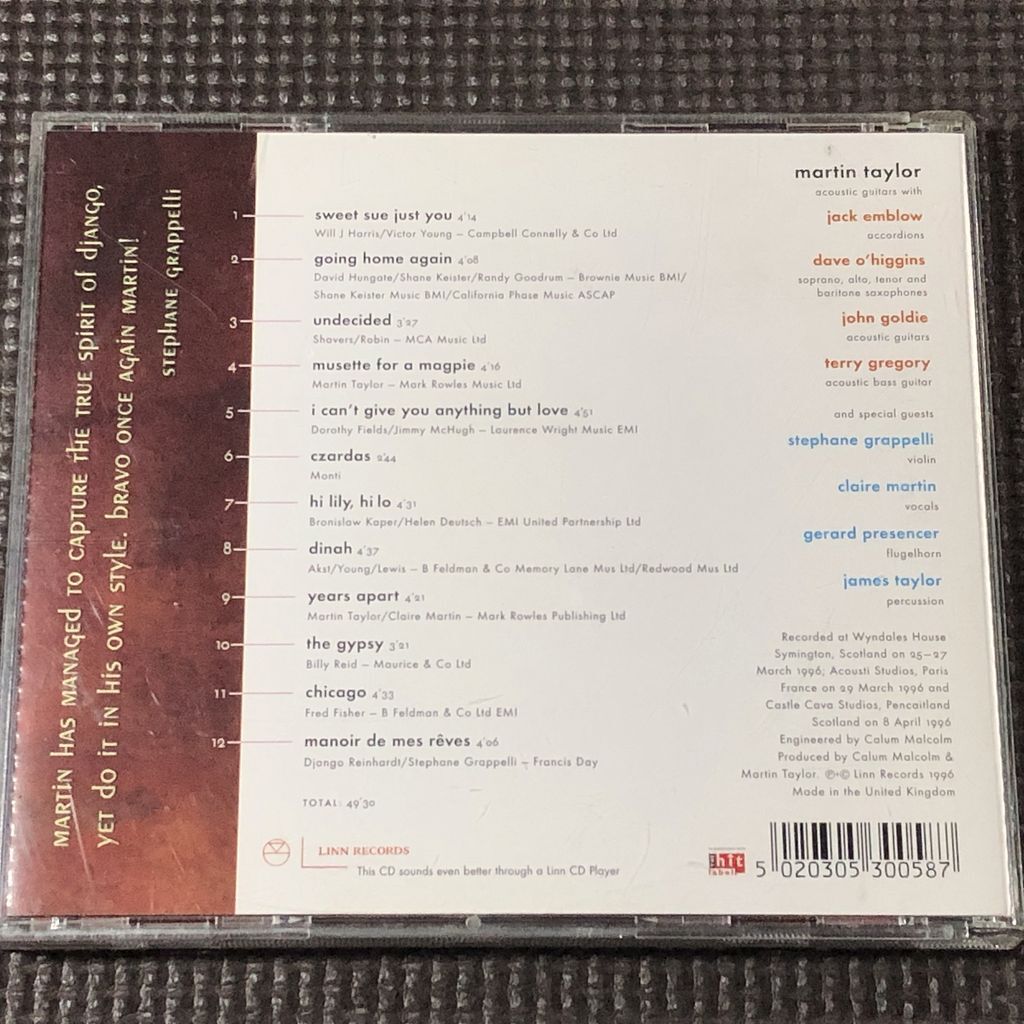 MARTIN HAS MANAGED TO CAPTURE THE TRUE SPIRIT OF DJANGO,
YET DO IT IN HIS OWN STYLE. BRAVO ONCE AGAIN MARTIN!
STEPHANE GRAPPELLI
1 sweet sue just you 4'14
Will J Harris/Victor Young – Campbell Connelly & Co Ltd
2 going home again 4'08
David Hungate/Shane Keister/Randy Goodrum – Brownie Music BMI/
Shane Keister Music BMI/California Phase Music ASCAP
3 undecided 3'27
Shavers/Robin – MCA Music Ltd
4 musette for a magpie 4'16
Martin Taylor – Mark Rowles Music Ltd
5 i can't give you anything but love 4'51
Dorothy Fields/Jimmy McHugh – Laurence Wright Music EMI
6 czardas 2'44
Monti
7 hi lily, hi lo 4'31
Bronislaw Kaper/Helen Deutsch – EMI United Partnership Ltd
8 dinah 4'37
Akst/Young/Lewis – B Feldman & Co Memory Lane Mus Ltd/Redwood Mus Ltd
9 years apart 4'21
Martin Taylor/Claire Martin – Mark Rowles Publishing Ltd
10 the gypsy 3'21
Billy Reid – Maurice & Co Ltd
11 chicago 4'33
Fred Fisher – B Feldman & Co Ltd EMI
12 manoir de mes rêves 4'06
Django Reinhardt/Stephane Grappelli – Francis Day
TOTAL: 49'30
LINN RECORDS
This CD sounds even better through a Linn CD Player
martin taylor
acoustic guitars with
jack emblow
accordions
dave o'higgins
soprano, alto, tenor and
baritone saxophones
john goldie
acoustic guitars
terry gregory
acoustic bass guitar
and special guests
stephane grappelli
violin
claire martin
vocals
gerard presencer
flugelhorn
james taylor
percussion
Recorded at Wyndales House
Symington, Scotland on 25–27
March 1996; Acousti Studios, Paris
France on 29 March 1996 and
Castle Cava Studios, Pencaitland
Scotland on 8 April 1996
Engineered by Calum Malcolm
Produced by Calum Malcolm &
Martin Taylor. ℗+© Linn Records 1996
Made in the United Kingdom
the hit
label
5 020305 300587